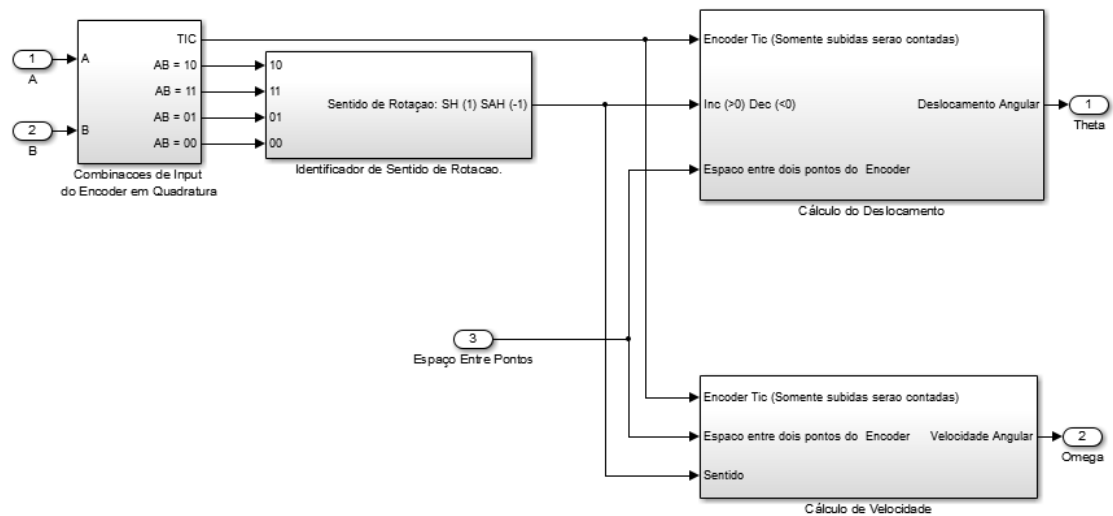 1
A
2
B
A
B
TIC
AB = 10
AB = 11
AB = 01
AB = 00
Combinacoes de Input
do Encoder em Quadratura
10
11
01
00
Sentido de Rotaçao: SH (1) SAH (-1)
Identificador de Sentido de Rotacao.
Encoder Tic (Somente subidas serao contadas)
Inc (>0) Dec (<0)
Espaco entre dois pontos do Encoder
Deslocamento Angular
Cálculo do Deslocamento
1
Theta
3
Espaço Entre Pontos
Encoder Tic (Somente subidas serao contadas)
Espaco entre dois pontos do Encoder
Sentido
Velocidade Angular
Cálculo de Velocidade
2
Omega